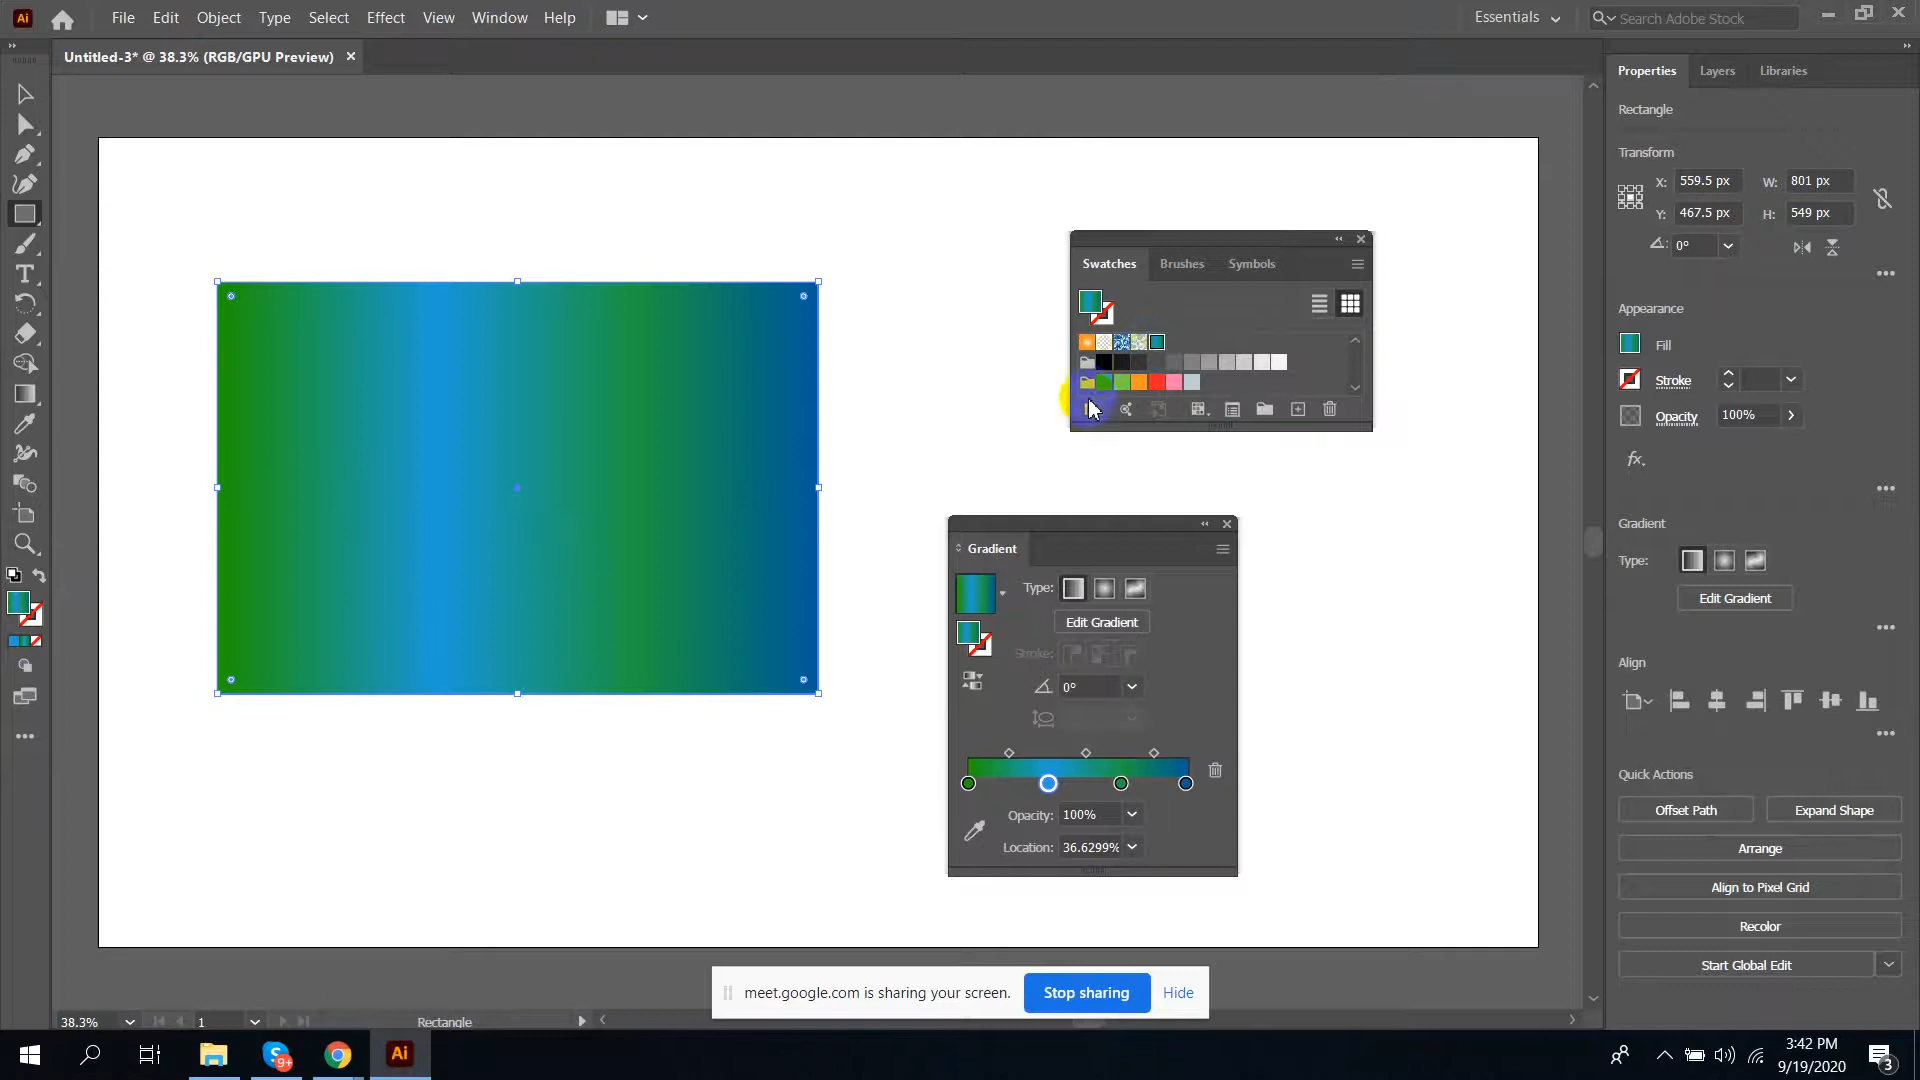 Ai File Edit Object Type Select Effect View Window Help Essentials Search Adobe Stock
Untitled-3* @ 38.3% (RGB/GPU Preview)
Properties Layers Libraries
Rectangle
Transform
X: 559.5 px W: 801 px
Y: 467.5 px H: 549 px
0°
Swatches Brushes Symbols
Appearance
Fill
Stroke
Opacity 100%
fx.
Gradient
Type:
Edit Gradient
Gradient
Type:
Edit Gradient
Stroke:
0°
Opacity: 100%
Location: 36.6299%
Align
Quick Actions
Offset Path Expand Shape
Arrange
Align to Pixel Grid
Recolor
Start Global Edit
meet.google.com is sharing your screen. Stop sharing Hide
38.3% 1 Rectangle
S 9+ Ai
3:42 PM
9/19/2020
3